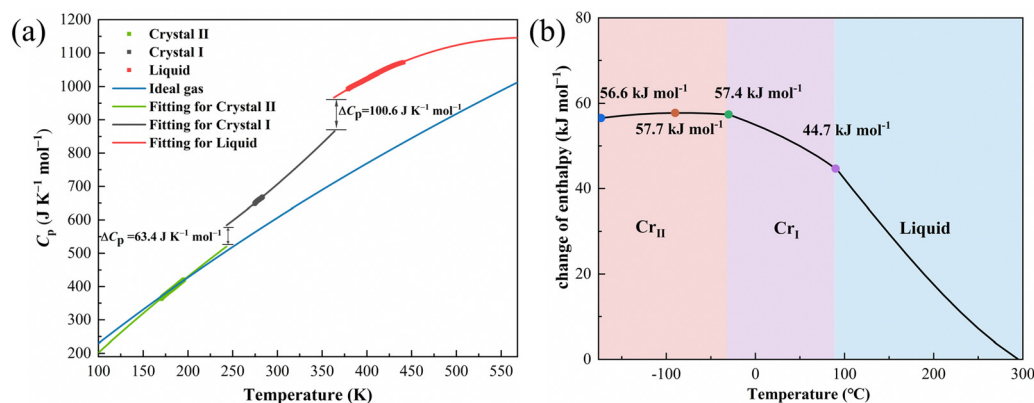 (a)
Crystal II
Crystal I
Liquid
Ideal gas
Fitting for Crystal II
Fitting for Crystal I
Fitting for Liquid
ΔCp=100.6 J K⁻¹ mol⁻¹
ΔCp =63.4 J K⁻¹ mol⁻¹
Cp (J K⁻¹ mol⁻¹)
1200
1100
1000
900
800
700
600
500
400
300
200
100 150 200 250 300 350 400 450 500 550
Temperature (K)
(b)
56.6 kJ mol⁻¹
57.4 kJ mol⁻¹
57.7 kJ mol⁻¹
44.7 kJ mol⁻¹
CrII
CrI
Liquid
change of enthalpy (kJ mol⁻¹)
80
60
40
20
0
-100 0 100 200 300
Temperature (°C)